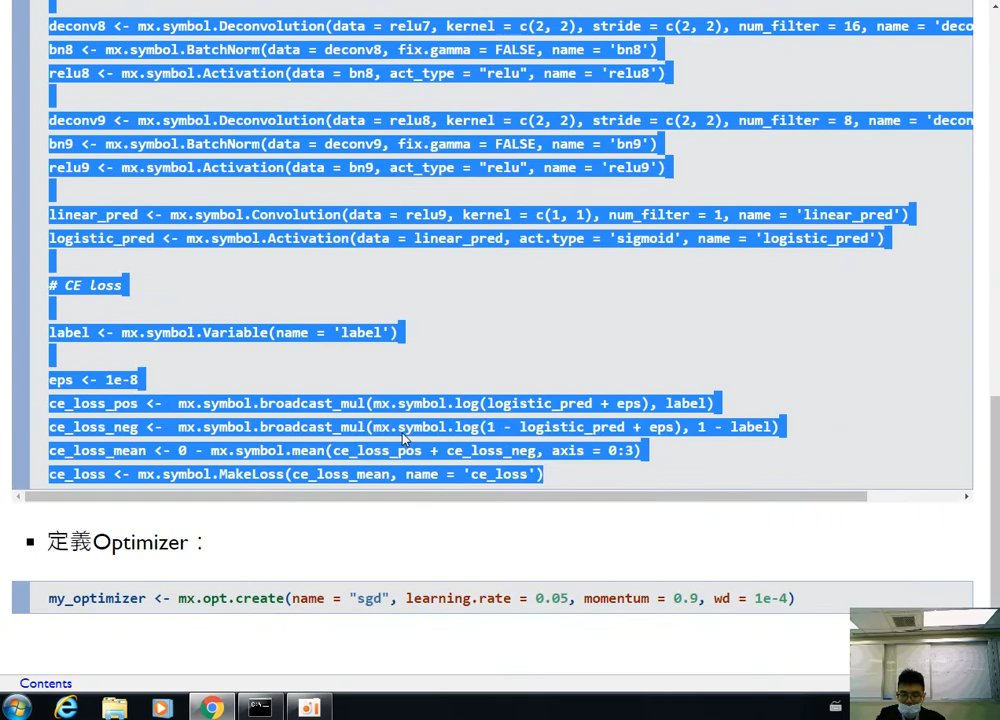 deconv8 <- mx.symbol.Deconvolution(data = relu7, kernel = c(2, 2), stride = c(2, 2), num_filter = 16, name = 'deco
bn8 <- mx.symbol.BatchNorm(data = deconv8, fix.gamma = FALSE, name = 'bn8')
relu8 <- mx.symbol.Activation(data = bn8, act_type = "relu", name = 'relu8')
deconv9 <- mx.symbol.Deconvolution(data = relu8, kernel = c(2, 2), stride = c(2, 2), num_filter = 8, name = 'decon
bn9 <- mx.symbol.BatchNorm(data = deconv9, fix.gamma = FALSE, name = 'bn9')
relu9 <- mx.symbol.Activation(data = bn9, act_type = "relu", name = 'relu9')
linear_pred <- mx.symbol.Convolution(data = relu9, kernel = c(1, 1), num_filter = 1, name = 'linear_pred')
logistic_pred <- mx.symbol.Activation(data = linear_pred, act.type = 'sigmoid', name = 'logistic_pred')
# CE loss
label <- mx.symbol.Variable(name = 'label')
eps <- 1e-8
ce_loss_pos <-  mx.symbol.broadcast_mul(mx.symbol.log(logistic_pred + eps), label)
ce_loss_neg <-  mx.symbol.broadcast_mul(mx.symbol.log(1 - logistic_pred + eps), 1 - label)
ce_loss_mean <- 0 - mx.symbol.mean(ce_loss_pos + ce_loss_neg, axis = 0:3)
ce_loss <- mx.symbol.MakeLoss(ce_loss_mean, name = 'ce_loss')
▪ 定義Optimizer：
my_optimizer <- mx.opt.create(name = "sgd", learning.rate = 0.05, momentum = 0.9, wd = 1e-4)
Contents